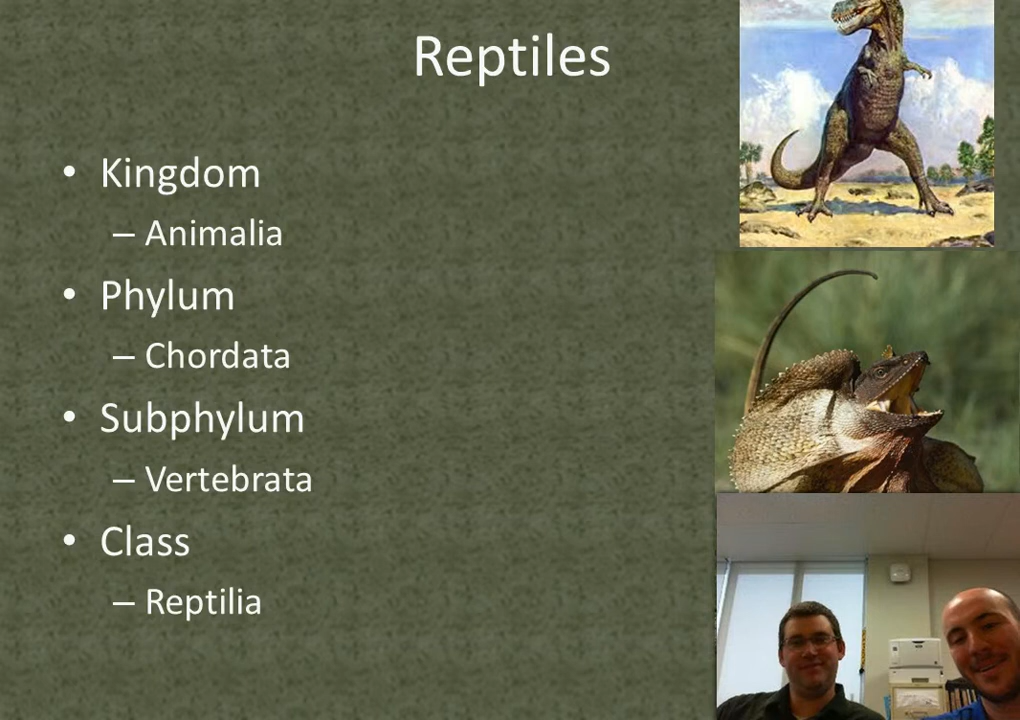 Reptiles
• Kingdom
– Animalia
• Phylum
– Chordata
• Subphylum
– Vertebrata
• Class
– Reptilia